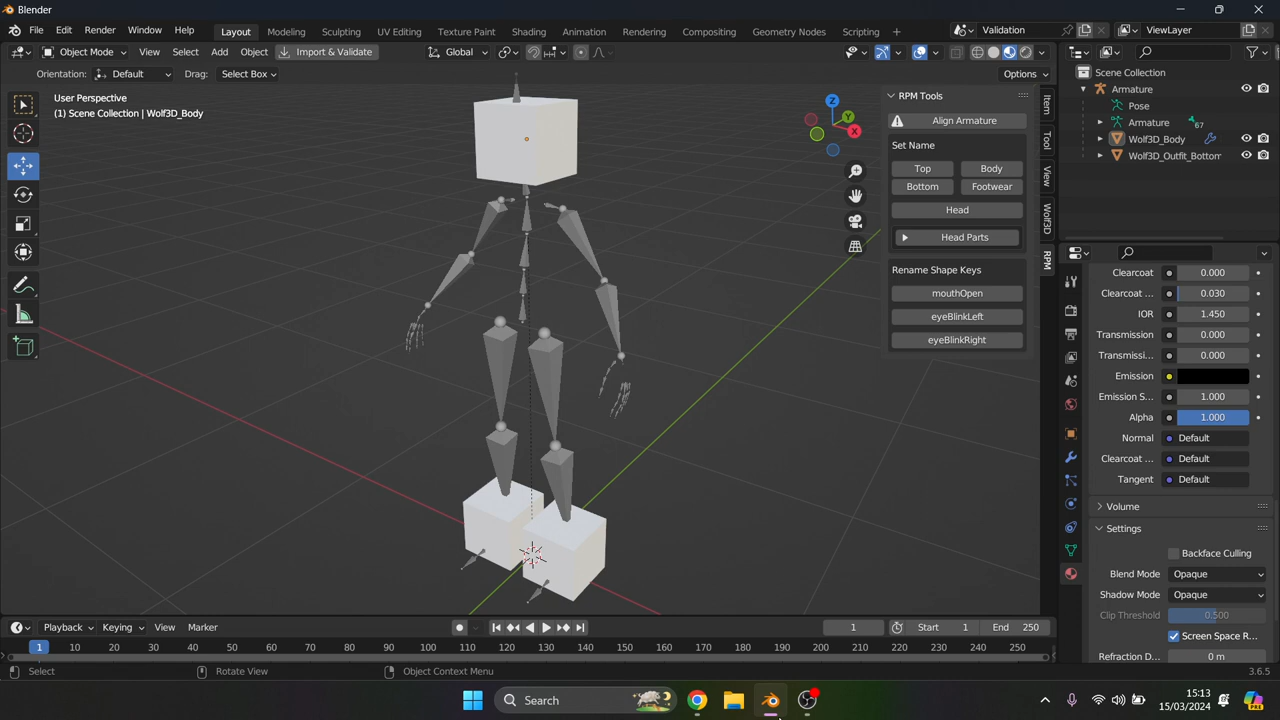 Blender
File Edit Render Window Help Layout Modeling Sculpting UV Editing Texture Paint Shading Animation Rendering Compositing Geometry Nodes Scripting + Validation ViewLayer
Object Mode View Select Add Object Import & Validate Global
Orientation: Default Drag: Select Box Options
User Perspective
(1) Scene Collection | Wolf3D_Body
Z
Y
X
RPM Tools
Align Armature
Set Name
Top Body
Bottom Footwear
Head
Head Parts
Rename Shape Keys
mouthOpen
eyeBlinkLeft
eyeBlinkRight
Item
Tool
View
Wolf3D
RPM
Scene Collection
Armature
Pose
Armature 67
Wolf3D_Body
Wolf3D_Outfit_Bottom
Clearcoat 0.000
Clearcoat ... 0.030
IOR 1.450
Transmission 0.000
Transmissi... 0.000
Emission
Emission S... 1.000
Alpha 1.000
Normal Default
Clearcoat ... Default
Tangent Default
Volume
Settings
Backface Culling
Blend Mode Opaque
Shadow Mode Opaque
Clip Threshold 0.500
Screen Space R...
Refraction D... 0 m
Playback Keying View Marker 1 Start 1 End 250
1 10 20 30 40 50 60 70 80 90 100 110 120 130 140 150 160 170 180 190 200 210 220 230 240 250
Select Rotate View Object Context Menu 3.6.5
Search
15:13
15/03/2024
PRE